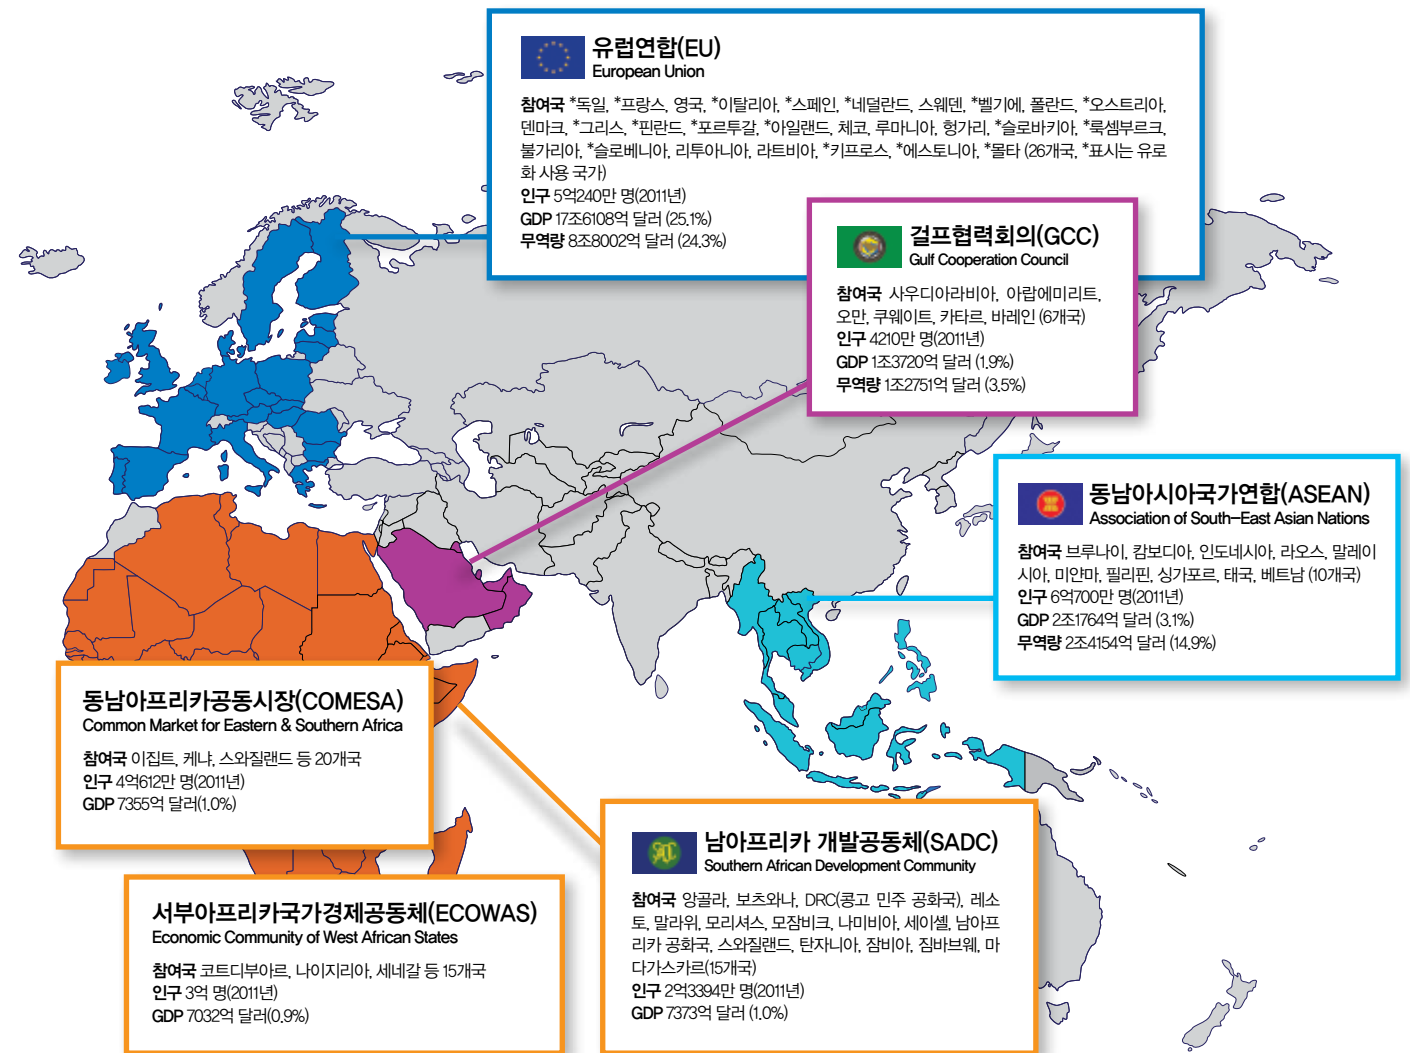 유럽연합(EU)
European Union
참여국 *독일, *프랑스, 영국, *이탈리아, *스페인, *네덜란드, 스웨덴, *벨기에, 폴란드, *오스트리아,
덴마크, *그리스, *핀란드, *포르투갈, *아일랜드, 체코, 루마니아, 헝가리, *슬로바키아, *룩셈부르크,
불가리아, *슬로베니아, 리투아니아, 라트비아, *키프로스, *에스토니아, *몰타 (26개국, *표시는 유로
화 사용 국가)
인구 5억240만 명(2011년)
GDP 17조6108억 달러 (25.1%)
무역량 8조8002억 달러 (24.3%)
걸프협력회의(GCC)
Gulf Cooperation Council
참여국 사우디아라비아, 아랍에미리트,
오만, 쿠웨이트, 카타르, 바레인 (6개국)
인구 4210만 명(2011년)
GDP 1조3720억 달러 (1.9%)
무역량 1조2751억 달러 (3.5%)
동남아시아국가연합(ASEAN)
Association of South-East Asian Nations
참여국 브루나이, 캄보디아, 인도네시아, 라오스, 말레이
시아, 미얀마, 필리핀, 싱가포르, 태국, 베트남 (10개국)
인구 6억700만 명(2011년)
GDP 2조1764억 달러 (3.1%)
무역량 2조4154억 달러 (14.9%)
동남아프리카공동시장(COMESA)
Common Market for Eastern & Southern Africa
참여국 이집트, 케냐, 스와질랜드 등 20개국
인구 4억612만 명(2011년)
GDP 7355억 달러(1.0%)
남아프리카 개발공동체(SADC)
Southern African Development Community
참여국 앙골라, 보츠와나, DRC(콩고 민주 공화국), 레소
토, 말라위, 모리셔스, 모잠비크, 나미비아, 세이셸, 남아프
리카 공화국, 스와질랜드, 탄자니아, 잠비아, 짐바브웨, 마
다가스카르(15개국)
인구 2억3394만 명(2011년)
GDP 7373억 달러 (1.0%)
서부아프리카국가경제공동체(ECOWAS)
Economic Community of West African States
참여국 코트디부아르, 나이지리아, 세네갈 등 15개국
인구 3억 명(2011년)
GDP 7032억 달러(0.9%)
SADC